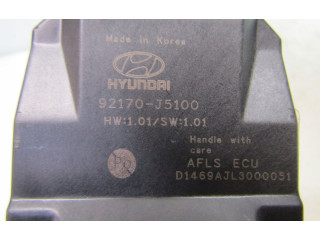 Made in Korea
HYUNDAI
92170-J5100
HW:1.01/SW:1.01
Handle with
care
AFLS ECU
D1469AJL3000051